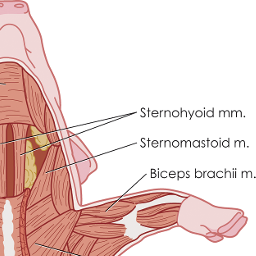 Sternohyoid mm.
Sternomastoid m.
Biceps brachii m.